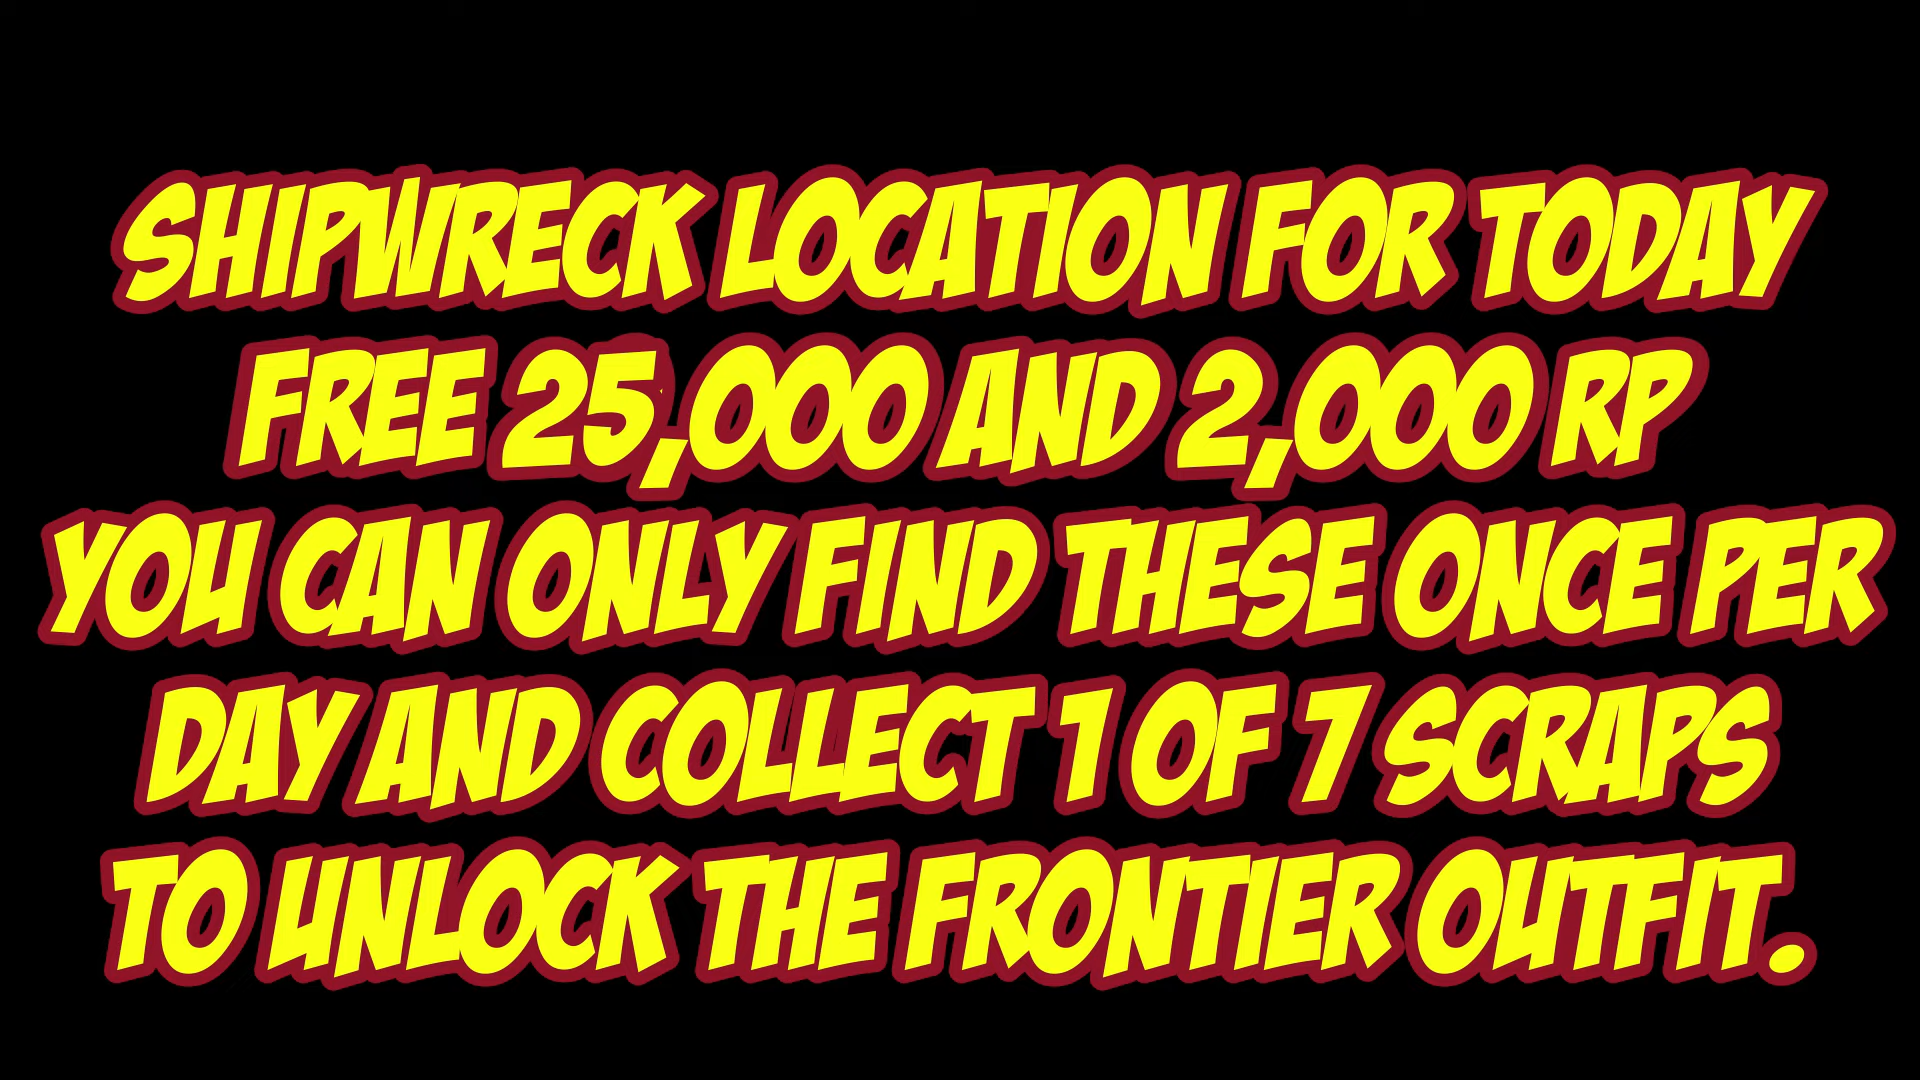 SHIPWRECK LOCATION FOR TODAY
FREE 25,000 AND 2,000 RP
YOU CAN ONLY FIND THESE ONCE PER
DAY AND COLLECT 1 OF 7 SCRAPS
TO UNLOCK THE FRONTIER OUTFIT.